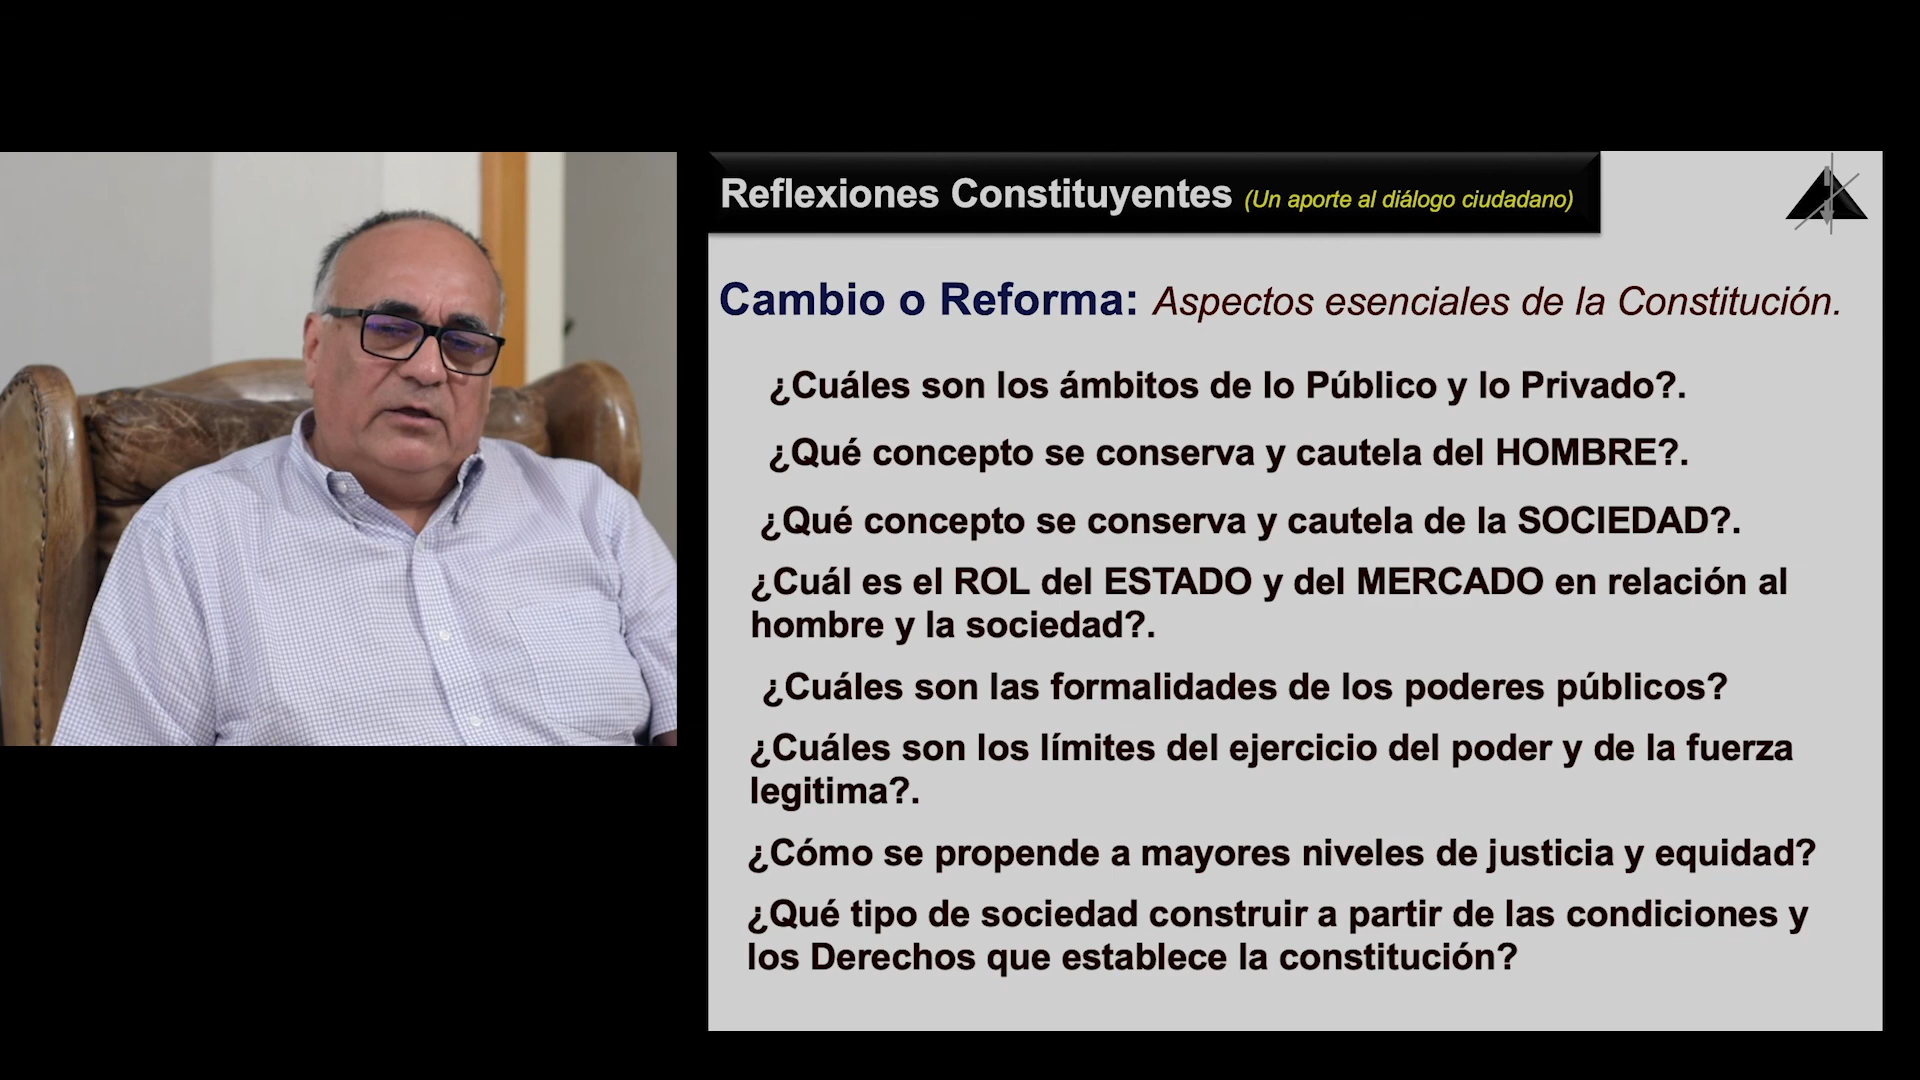 Reflexiones Constituyentes (Un aporte al diálogo ciudadano)
Cambio o Reforma: Aspectos esenciales de la Constitución.
¿Cuáles son los ámbitos de lo Público y lo Privado?.
¿Qué concepto se conserva y cautela del HOMBRE?.
¿Qué concepto se conserva y cautela de la SOCIEDAD?.
¿Cuál es el ROL del ESTADO y del MERCADO en relación al
hombre y la sociedad?.
¿Cuáles son las formalidades de los poderes públicos?
¿Cuáles son los límites del ejercicio del poder y de la fuerza
legitima?.
¿Cómo se propende a mayores niveles de justicia y equidad?
¿Qué tipo de sociedad construir a partir de las condiciones y
los Derechos que establece la constitución?